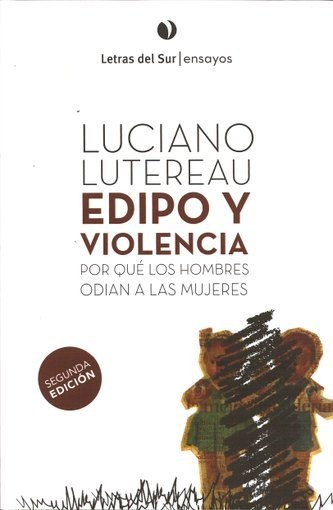 Letras del Sur | ensayos
LUCIANO
LUTEREAU
EDIPO Y
VIOLENCIA
POR QUÉ LOS HOMBRES
ODIAN A LAS MUJERES
SEGUNDA
EDICIÓN